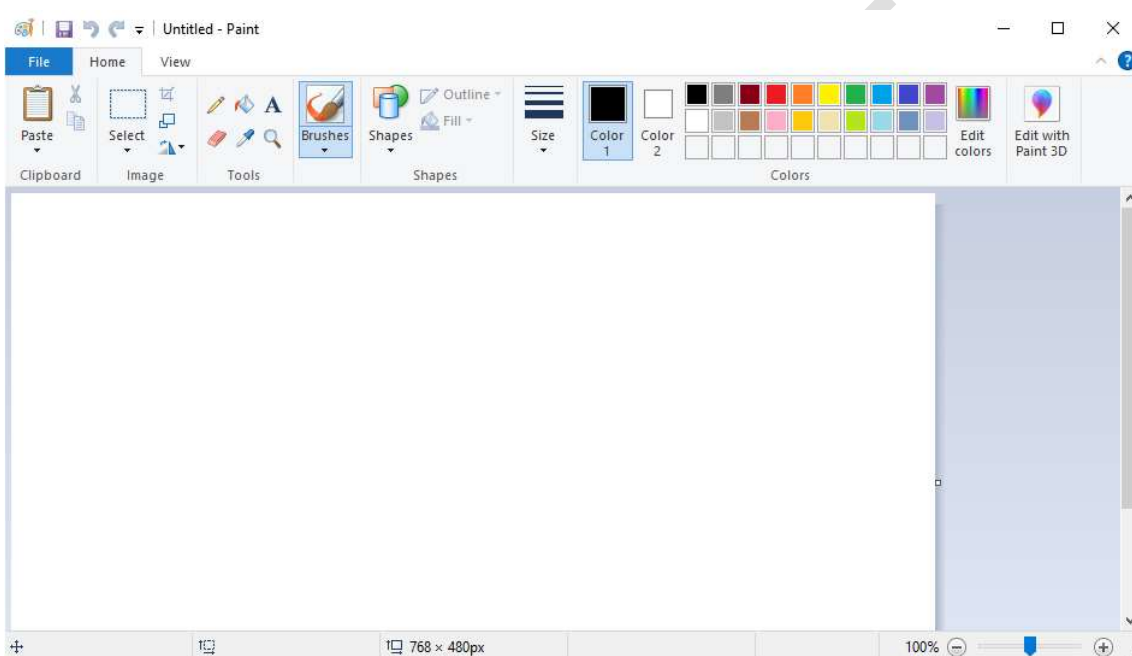 Untitled - Paint
File Home View
Outline
Fill
Paste Select A Brushes Shapes Size Color 1 Color 2 Edit colors Edit with Paint 3D
Clipboard Image Tools Shapes Colors
768 × 480px 100%